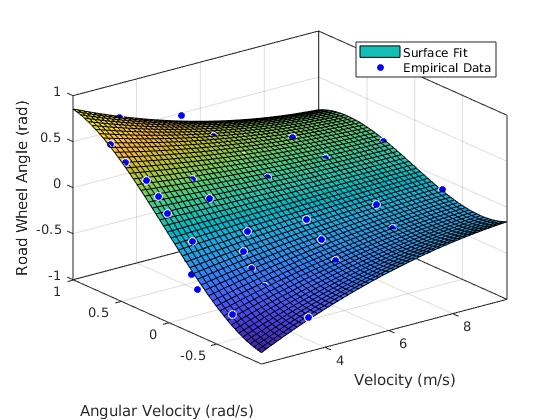 Surface Fit
Empirical Data
Road Wheel Angle (rad)
1
0.5
0
-0.5
-1
1
0.5
0
-0.5
4
6
8
Velocity (m/s)
Angular Velocity (rad/s)